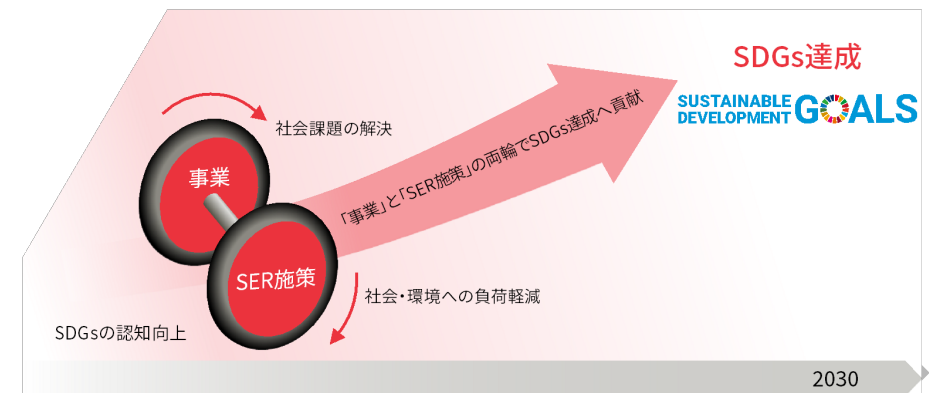 SDGs達成
SUSTAINABLE
DEVELOPMENT
GOALS
社会課題の解決
「事業」と「SER施策」の両輪でSDGs達成へ貢献
事業
SER施策
社会・環境への負荷軽減
SDGsの認知向上
2030